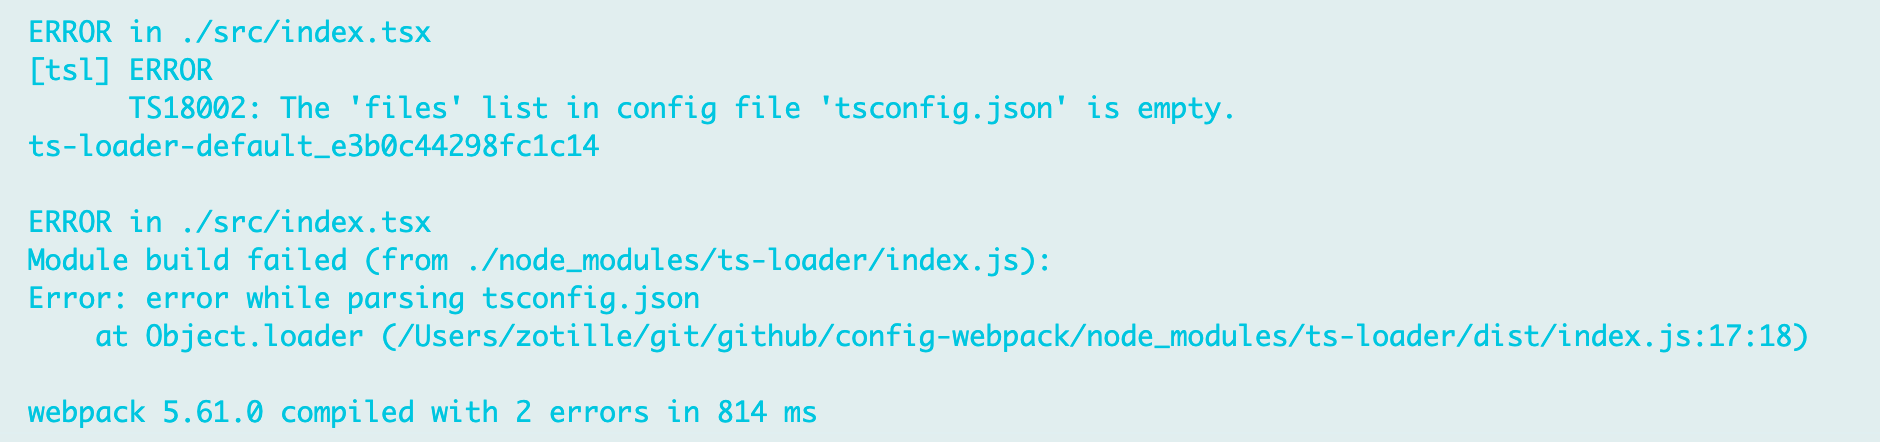 ERROR in ./src/index.tsx
[tsl] ERROR
      TS18002: The 'files' list in config file 'tsconfig.json' is empty.
ts-loader-default_e3b0c44298fc1c14

ERROR in ./src/index.tsx
Module build failed (from ./node_modules/ts-loader/index.js):
Error: error while parsing tsconfig.json
    at Object.loader (/Users/zotille/git/github/config-webpack/node_modules/ts-loader/dist/index.js:17:18)

webpack 5.61.0 compiled with 2 errors in 814 ms